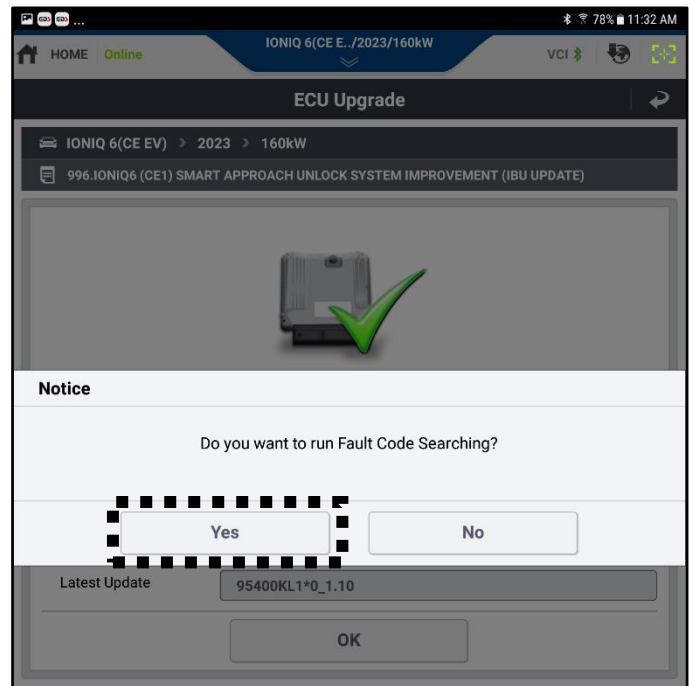 GDS GDS ... 78% 11:32 AM
HOME Online IONIQ 6(CE E../2023/160kW VCI
ECU Upgrade
IONIQ 6(CE EV) > 2023 > 160kW
996.IONIQ6 (CE1) SMART APPROACH UNLOCK SYSTEM IMPROVEMENT (IBU UPDATE)
Notice
Do you want to run Fault Code Searching?
Yes No
Latest Update 95400KL1*0_1.10
OK